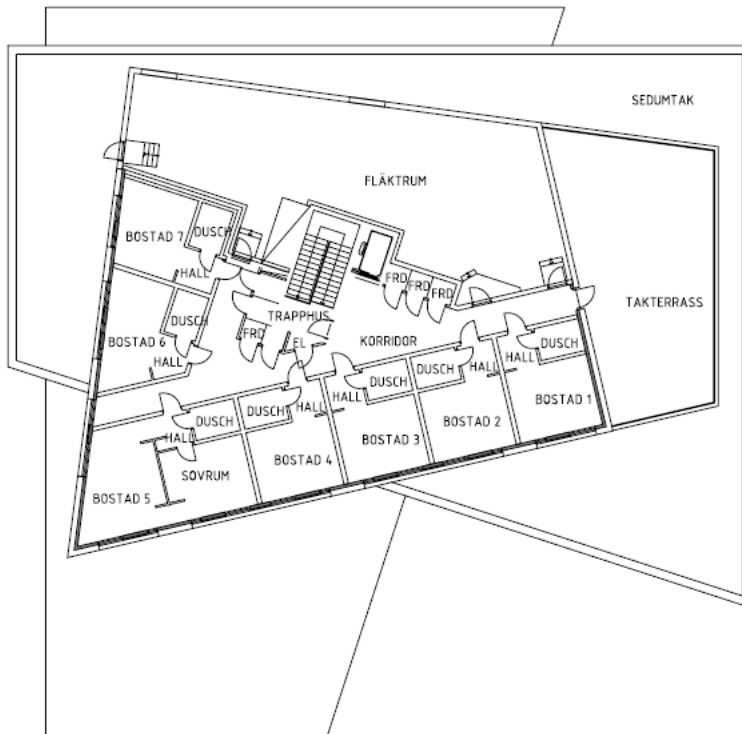 SEDUMTAK
FLÄKTRUM
DUSCH
BOSTAD 7
HALL
FRD
FRD
FRD
TAKTERRASS
DUSCH
TRAPPHUS
FRD
EL
KORRIDOR
BOSTAD 6
HALL
DUSCH
HALL
HALL
DUSCH
DUSCH
HALL
DUSCH
DUSCH
HALL
BOSTAD 1
BOSTAD 2
HALL
BOSTAD 3
BOSTAD 4
SOVRUM
BOSTAD 5